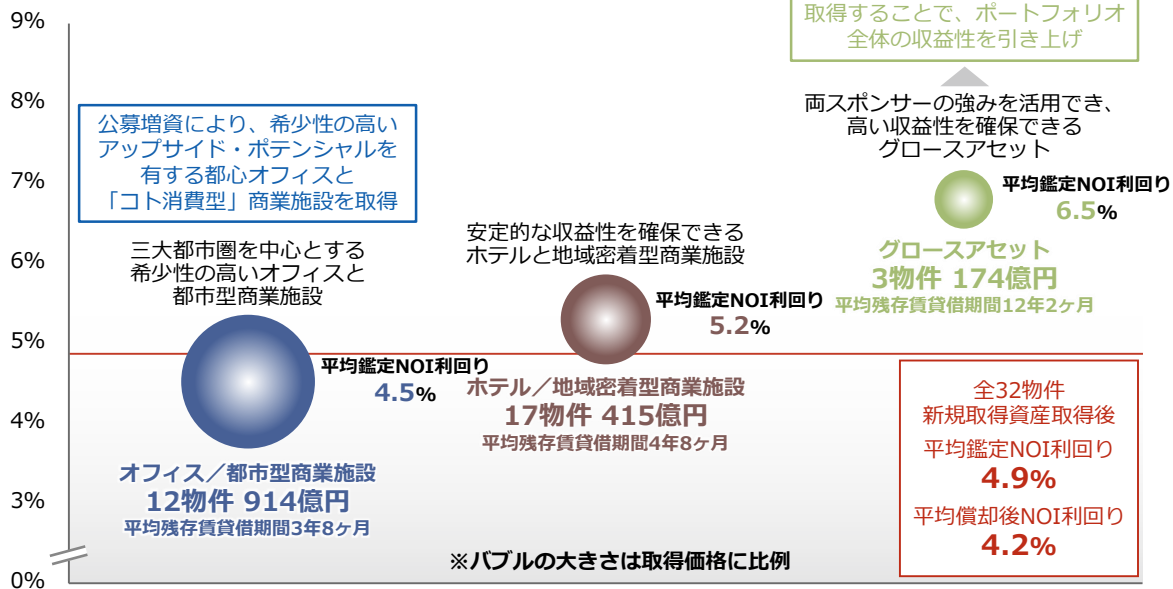 9%
8%
7%
6%
5%
4%
3%
0%
取得することで、ポートフォリオ
全体の収益性を引き上げ
両スポンサーの強みを活用でき、
高い収益性を確保できる
グロースアセット
平均鑑定NOI利回り
6.5%
グロースアセット
3物件 174億円
平均残存賃貸借期間12年2ヶ月
公募増資により、希少性の高い
アップサイド・ポテンシャルを
有する都心オフィスと
「コト消費型」商業施設を取得
三大都市圏を中心とする
希少性の高いオフィスと
都市型商業施設
平均鑑定NOI利回り
4.5%
オフィス／都市型商業施設
12物件 914億円
平均残存賃貸借期間3年8ヶ月
安定的な収益性を確保できる
ホテルと地域密着型商業施設
平均鑑定NOI利回り
5.2%
ホテル／地域密着型商業施設
17物件 415億円
平均残存賃貸借期間4年8ヶ月
全32物件
新規取得資産取得後
平均鑑定NOI利回り
4.9%
平均償却後NOI利回り
4.2%
※バブルの大きさは取得価格に比例